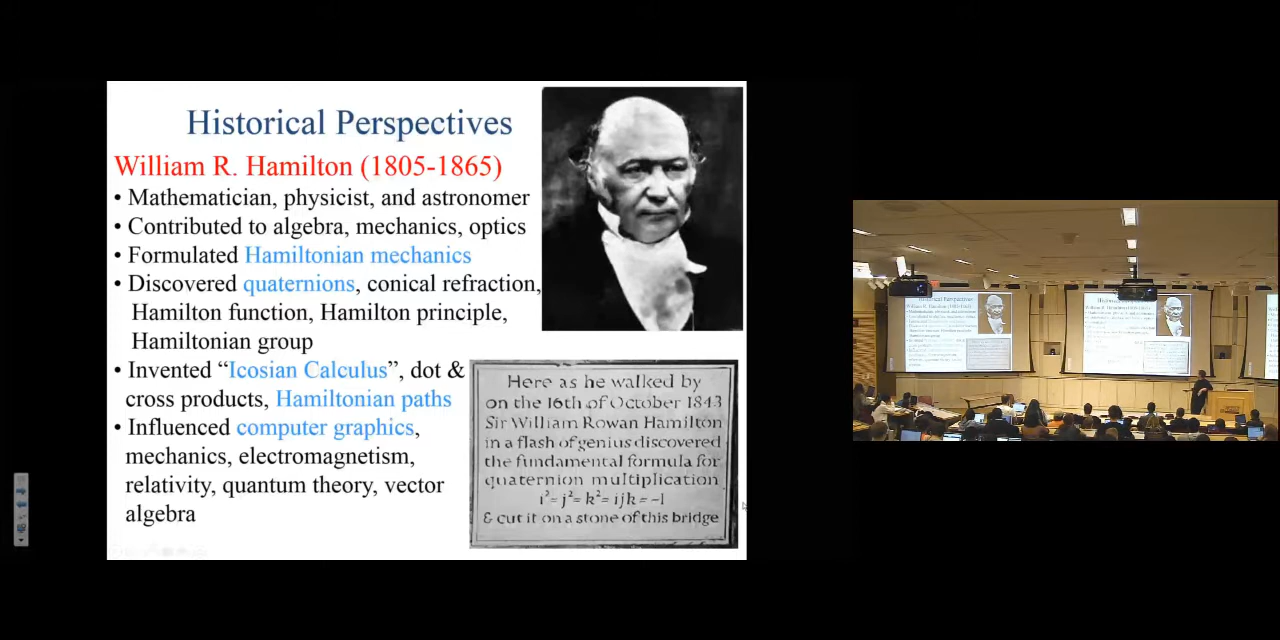 Historical Perspectives
William R. Hamilton (1805-1865)
• Mathematician, physicist, and astronomer
• Contributed to algebra, mechanics, optics
• Formulated Hamiltonian mechanics
• Discovered quaternions, conical refraction,
Hamilton function, Hamilton principle,
Hamiltonian group
• Invented “Icosian Calculus”, dot &
cross products, Hamiltonian paths
• Influenced computer graphics,
mechanics, electromagnetism,
relativity, quantum theory, vector
algebra
Here as he walked by
on the 16th of October 1843
Sir William Rowan Hamilton
in a flash of genius discovered
the fundamental formula for
quaternion multiplication
i² = j² = k² = ijk = −1
& cut it on a stone of this bridge
Historical Perspectives